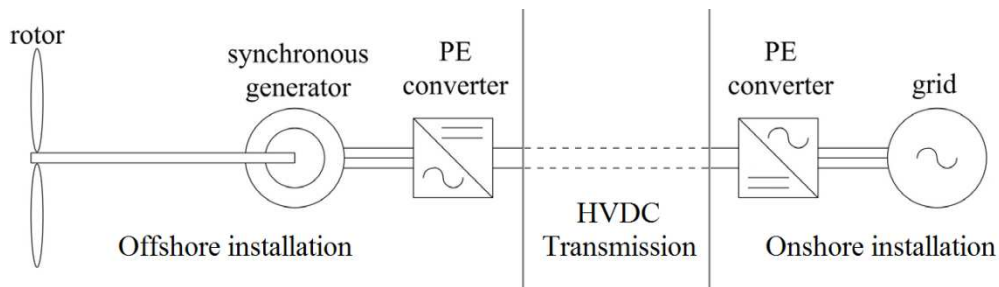 rotor
synchronous
generator
PE
converter
PE
converter
grid
HVDC
Transmission
Offshore installation
Onshore installation